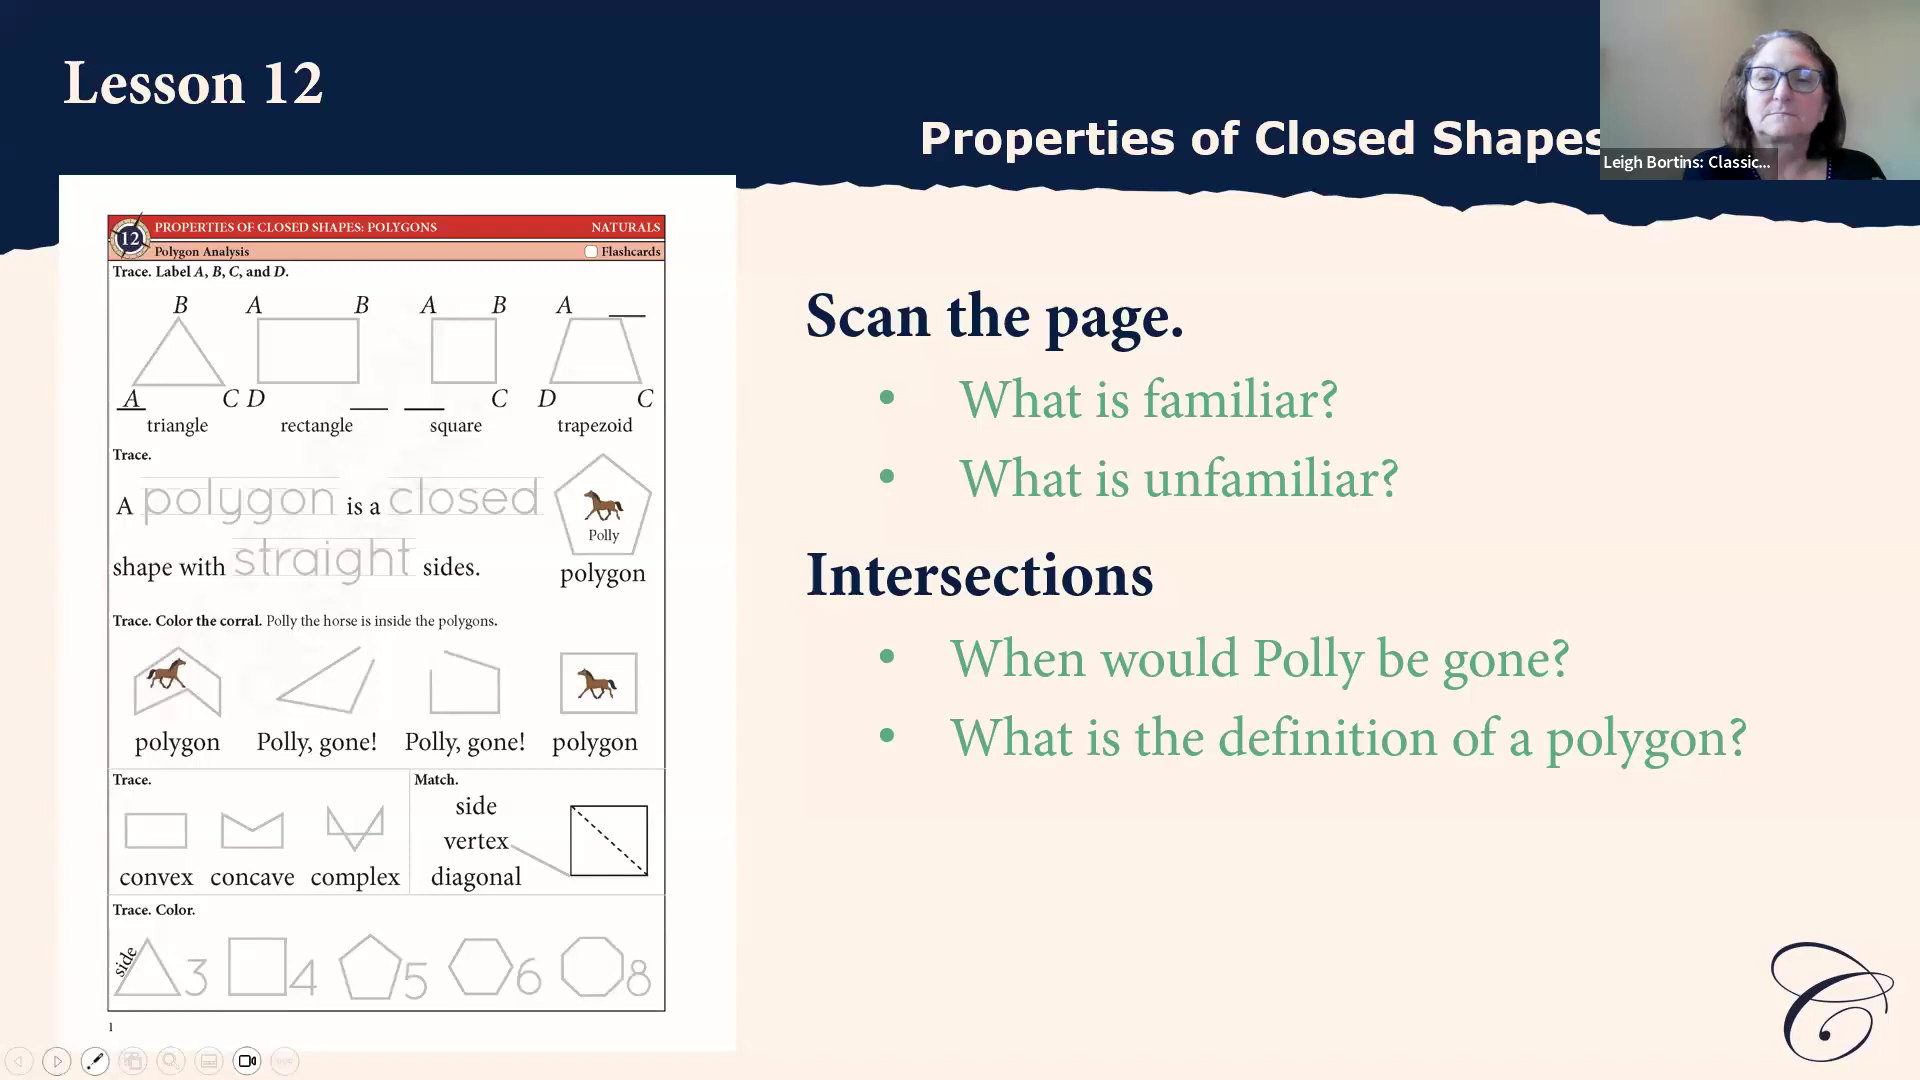 Lesson 12
Properties of Closed Shapes
Leigh Bortins: Classic...
12
PROPERTIES OF CLOSED SHAPES: POLYGONS NATURALS
Polygon Analysis Flashcards
Trace. Label A, B, C, and D.
B A B A B A
A C D C D C
triangle rectangle square trapezoid
Trace.
A polygon is a closed
shape with straight sides.
Polly
polygon
Trace. Color the corral. Polly the horse is inside the polygons.
polygon Polly, gone! Polly, gone! polygon
Trace.
convex concave complex
Match.
side
vertex
diagonal
Trace. Color.
side 3 4 5 6 8
1
Scan the page.
• What is familiar?
• What is unfamiliar?
Intersections
• When would Polly be gone?
• What is the definition of a polygon?